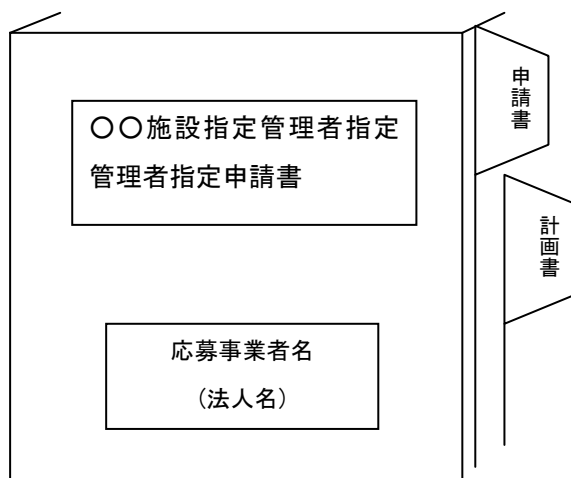 〇〇施設指定管理者指定
管理者指定申請書
応募事業者名
（法人名）
申請書
計画書